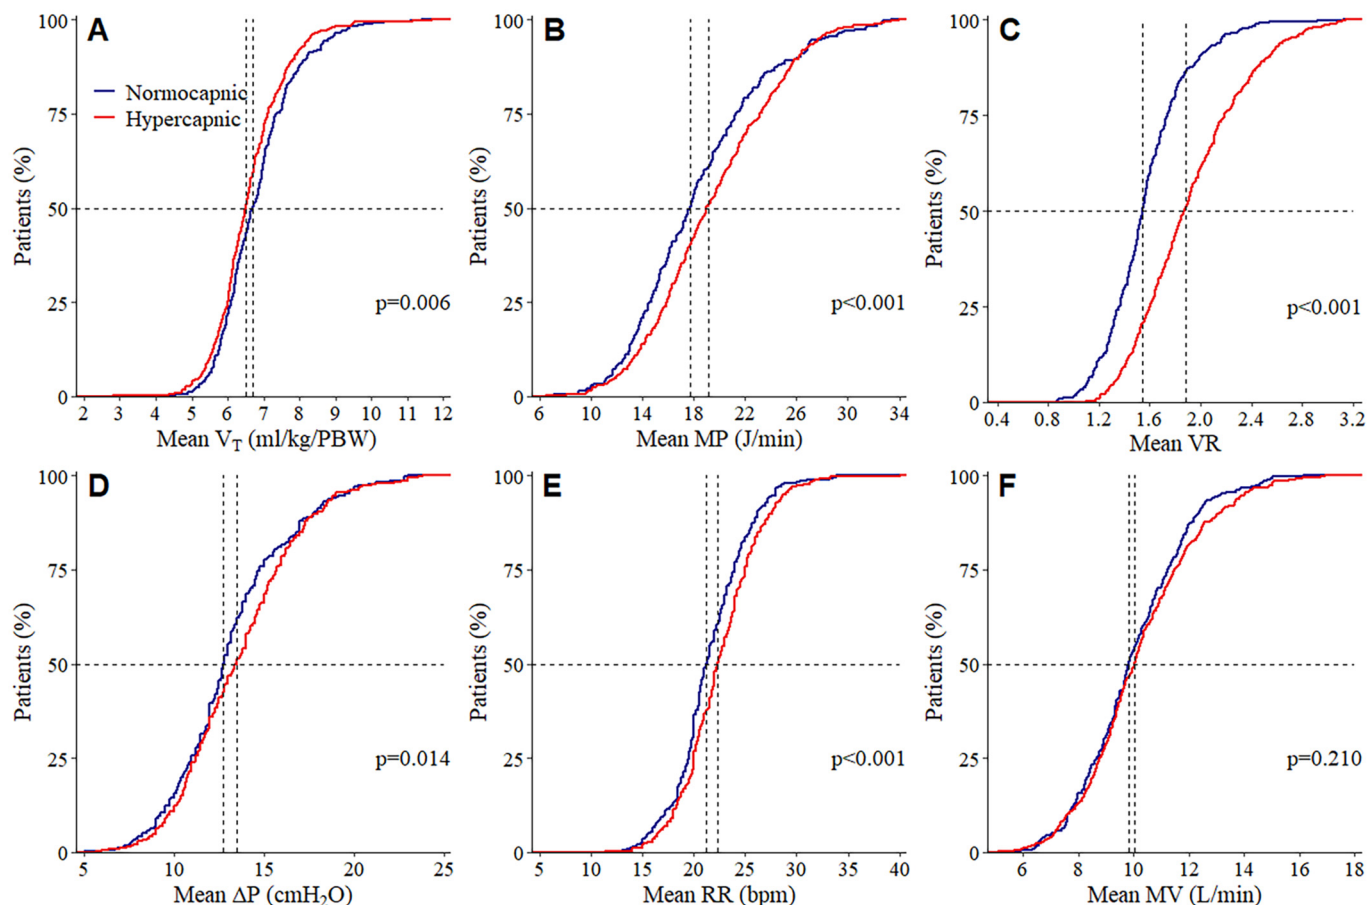 A
100
75
50
25
0
Patients (%)
Normocapnic
Hypercapnic
p=0.006
2 3 4 5 6 7 8 9 10 11 12
Mean VT (ml/kg/PBW)
B
100
75
50
25
0
Patients (%)
p<0.001
6 10 14 18 22 26 30 34
Mean MP (J/min)
C
100
75
50
25
0
Patients (%)
p<0.001
0.4 0.8 1.2 1.6 2.0 2.4 2.8 3.2
Mean VR
D
100
75
50
25
0
Patients (%)
p=0.014
5 10 15 20 25
Mean ΔP (cmH2O)
E
100
75
50
25
0
Patients (%)
p<0.001
5 10 15 20 25 30 35 40
Mean RR (bpm)
F
100
75
50
25
0
Patients (%)
p=0.210
6 8 10 12 14 16 18
Mean MV (L/min)